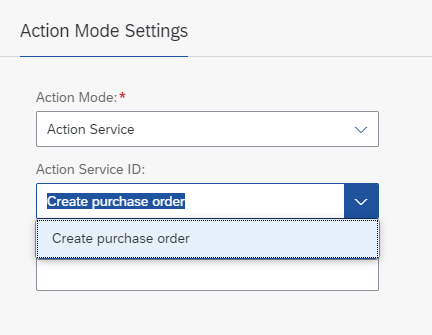 Action Mode Settings
Action Mode:*
Action Service
Action Service ID:
Create purchase order
Create purchase order